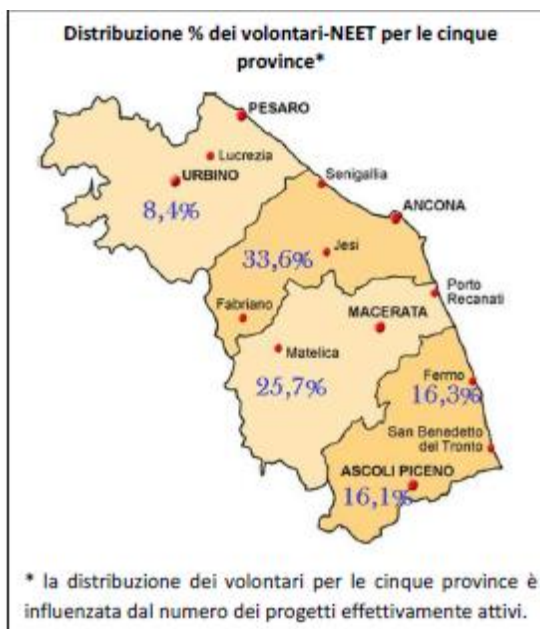 Distribuzione % dei volontari-NEET per le cinque
province*
PESARO
Lucrezia
URBINO
8,4%
Senigallia
ANCONA
Jesi
33,6%
Porto
Recanati
Fabriano
MACERATA
Matelica
25,7%
Fermo
16,3%
San Benedetto
del Tronto
ASCOLI PICENO
16,1%
* la distribuzione dei volontari per le cinque province è
influenzata dal numero dei progetti effettivamente attivi.